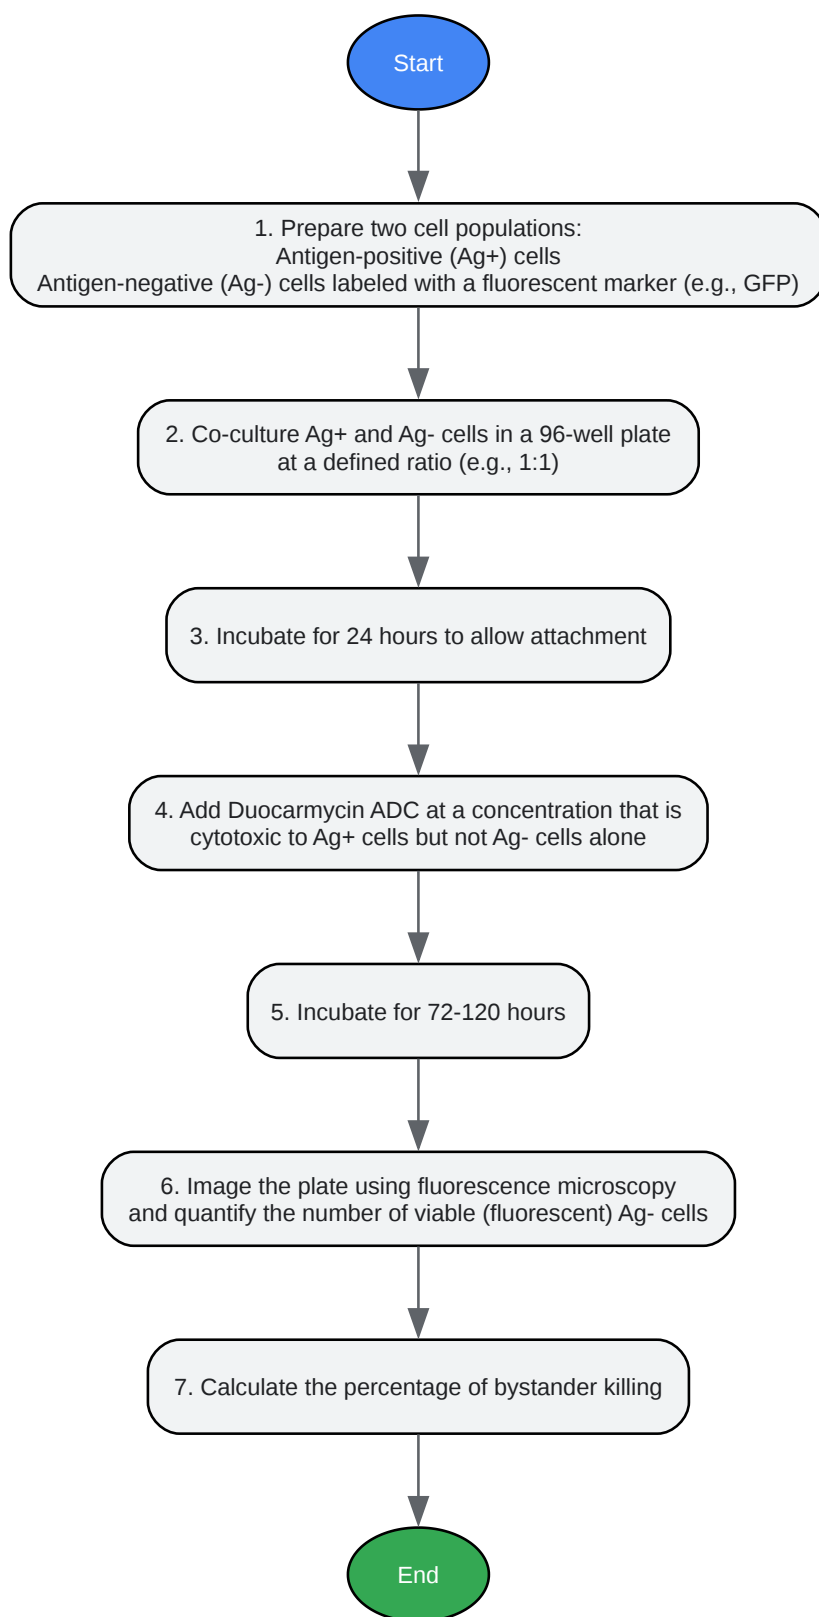 Start
1. Prepare two cell populations:
Antigen-positive (Ag+) cells
Antigen-negative (Ag-) cells labeled with a fluorescent marker (e.g., GFP)
2. Co-culture Ag+ and Ag- cells in a 96-well plate
at a defined ratio (e.g., 1:1)
3. Incubate for 24 hours to allow attachment
4. Add Duocarmycin ADC at a concentration that is
cytotoxic to Ag+ cells but not Ag- cells alone
5. Incubate for 72-120 hours
6. Image the plate using fluorescence microscopy
and quantify the number of viable (fluorescent) Ag- cells
7. Calculate the percentage of bystander killing
End